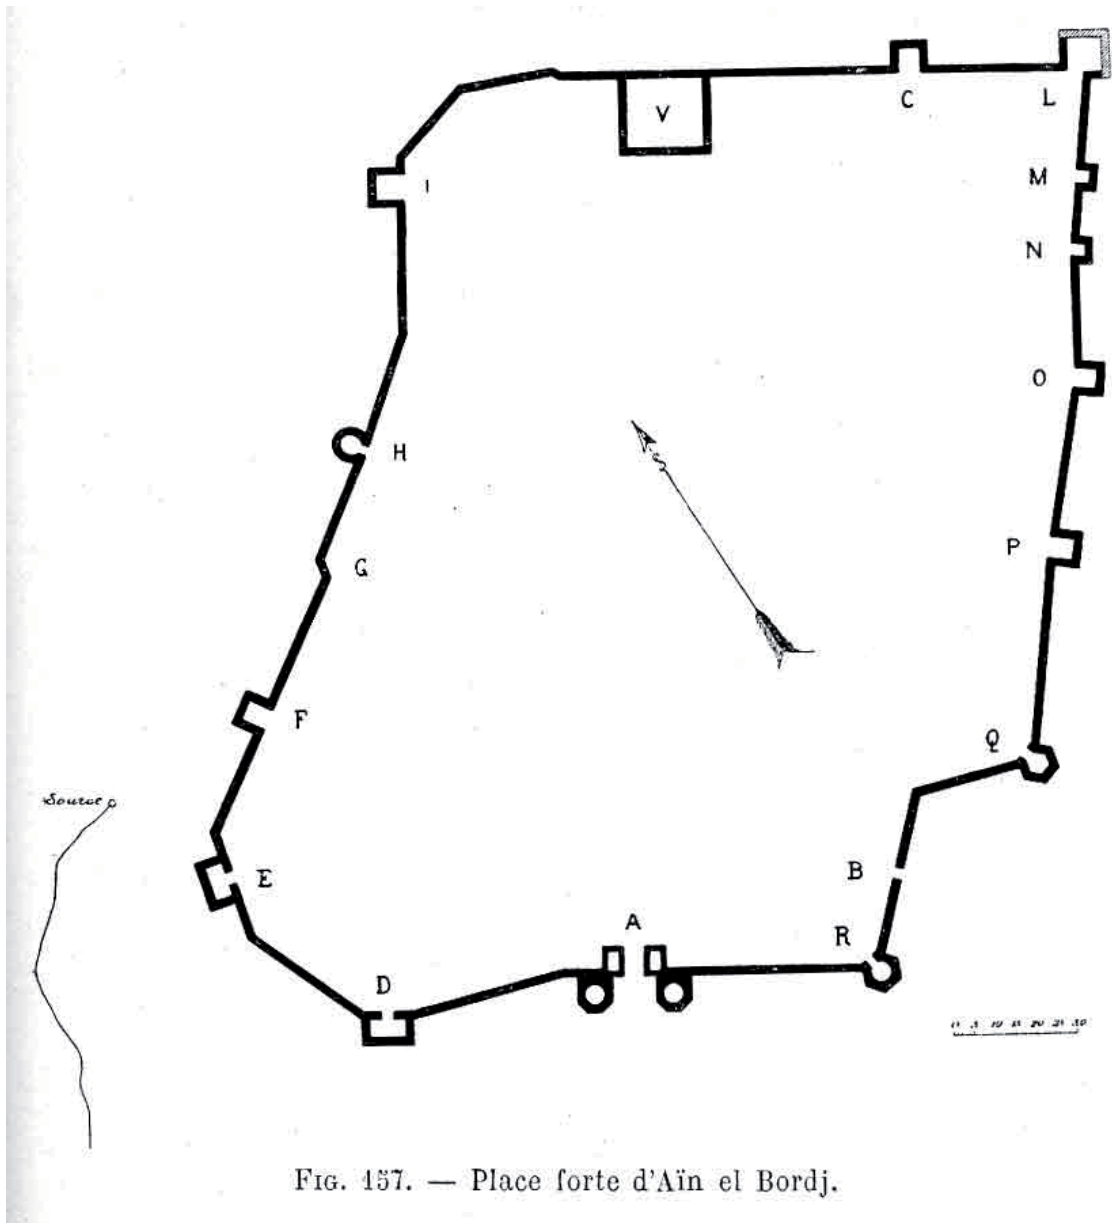 V
C
L
I
M
N
O
H
S
P
G
F
Q
Source
E
B
A
R
D
0 5 10 15 20 25 30
FIG. 157. — Place forte d'Aïn el Bordj.